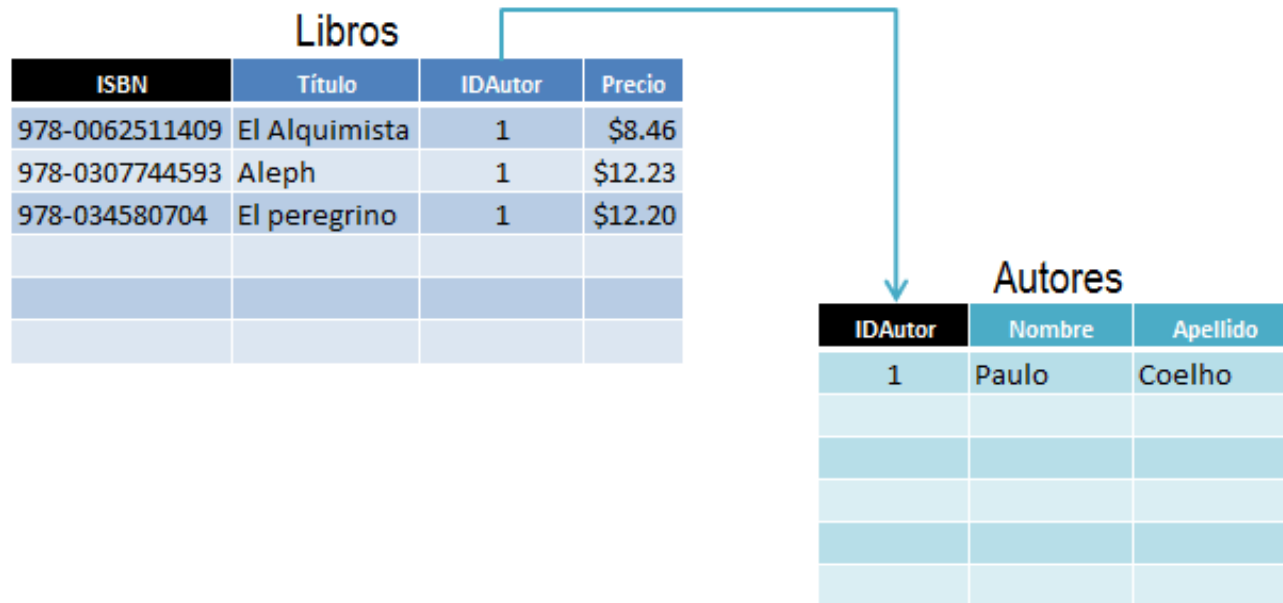 Libros
ISBN Título IDAutor Precio
978-0062511409 El Alquimista 1 $8.46
978-0307744593 Aleph 1 $12.23
978-034580704 El peregrino 1 $12.20
Autores
IDAutor Nombre Apellido
1 Paulo Coelho